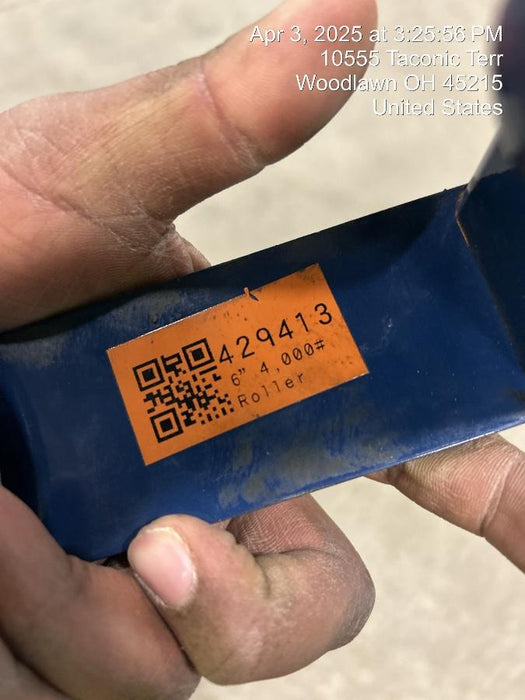 Apr 3, 2025 at 3:25:56 PM
10555 Taconic Terr
Woodlawn OH 45215
United States
429413
6" 4,000#
Roller